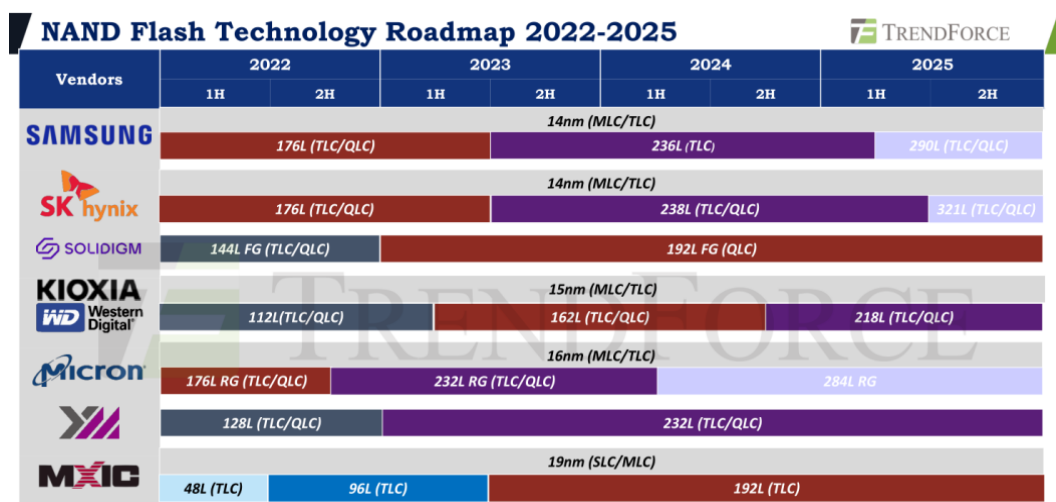 NAND Flash Technology Roadmap 2022-2025
TRENDFORCE
Vendors
2022 2023 2024 2025
1H 2H 1H 2H 1H 2H 1H 2H
SAMSUNG
14nm (MLC/TLC)
176L (TLC/QLC) 236L (TLC) 290L (TLC/QLC)
SK hynix
14nm (MLC/TLC)
176L (TLC/QLC) 238L (TLC/QLC) 321L (TLC/QLC)
SOLIDIGM
144L FG (TLC/QLC) 192L FG (QLC)
KIOXIA
WD Western
Digital
15nm (MLC/TLC)
112L(TLC/QLC) 162L (TLC/QLC) 218L (TLC/QLC)
TRENDFORCE
Micron
16nm (MLC/TLC)
176L RG (TLC/QLC) 232L RG (TLC/QLC) 284L RG
128L (TLC/QLC) 232L (TLC/QLC)
MXIC
19nm (SLC/MLC)
48L (TLC) 96L (TLC) 192L (TLC)